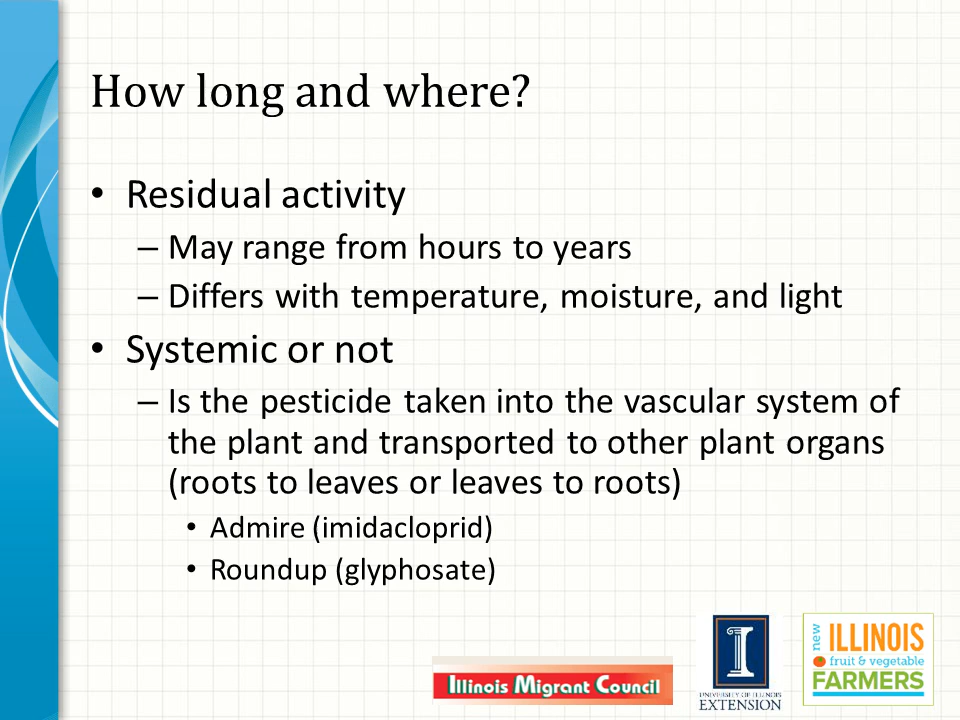 How long and where?
• Residual activity
– May range from hours to years
– Differs with temperature, moisture, and light
• Systemic or not
– Is the pesticide taken into the vascular system of
the plant and transported to other plant organs
(roots to leaves or leaves to roots)
• Admire (imidacloprid)
• Roundup (glyphosate)
Illinois Migrant Council
I
UNIVERSITY OF ILLINOIS
EXTENSION
new
ILLINOIS
fruit & vegetable
FARMERS